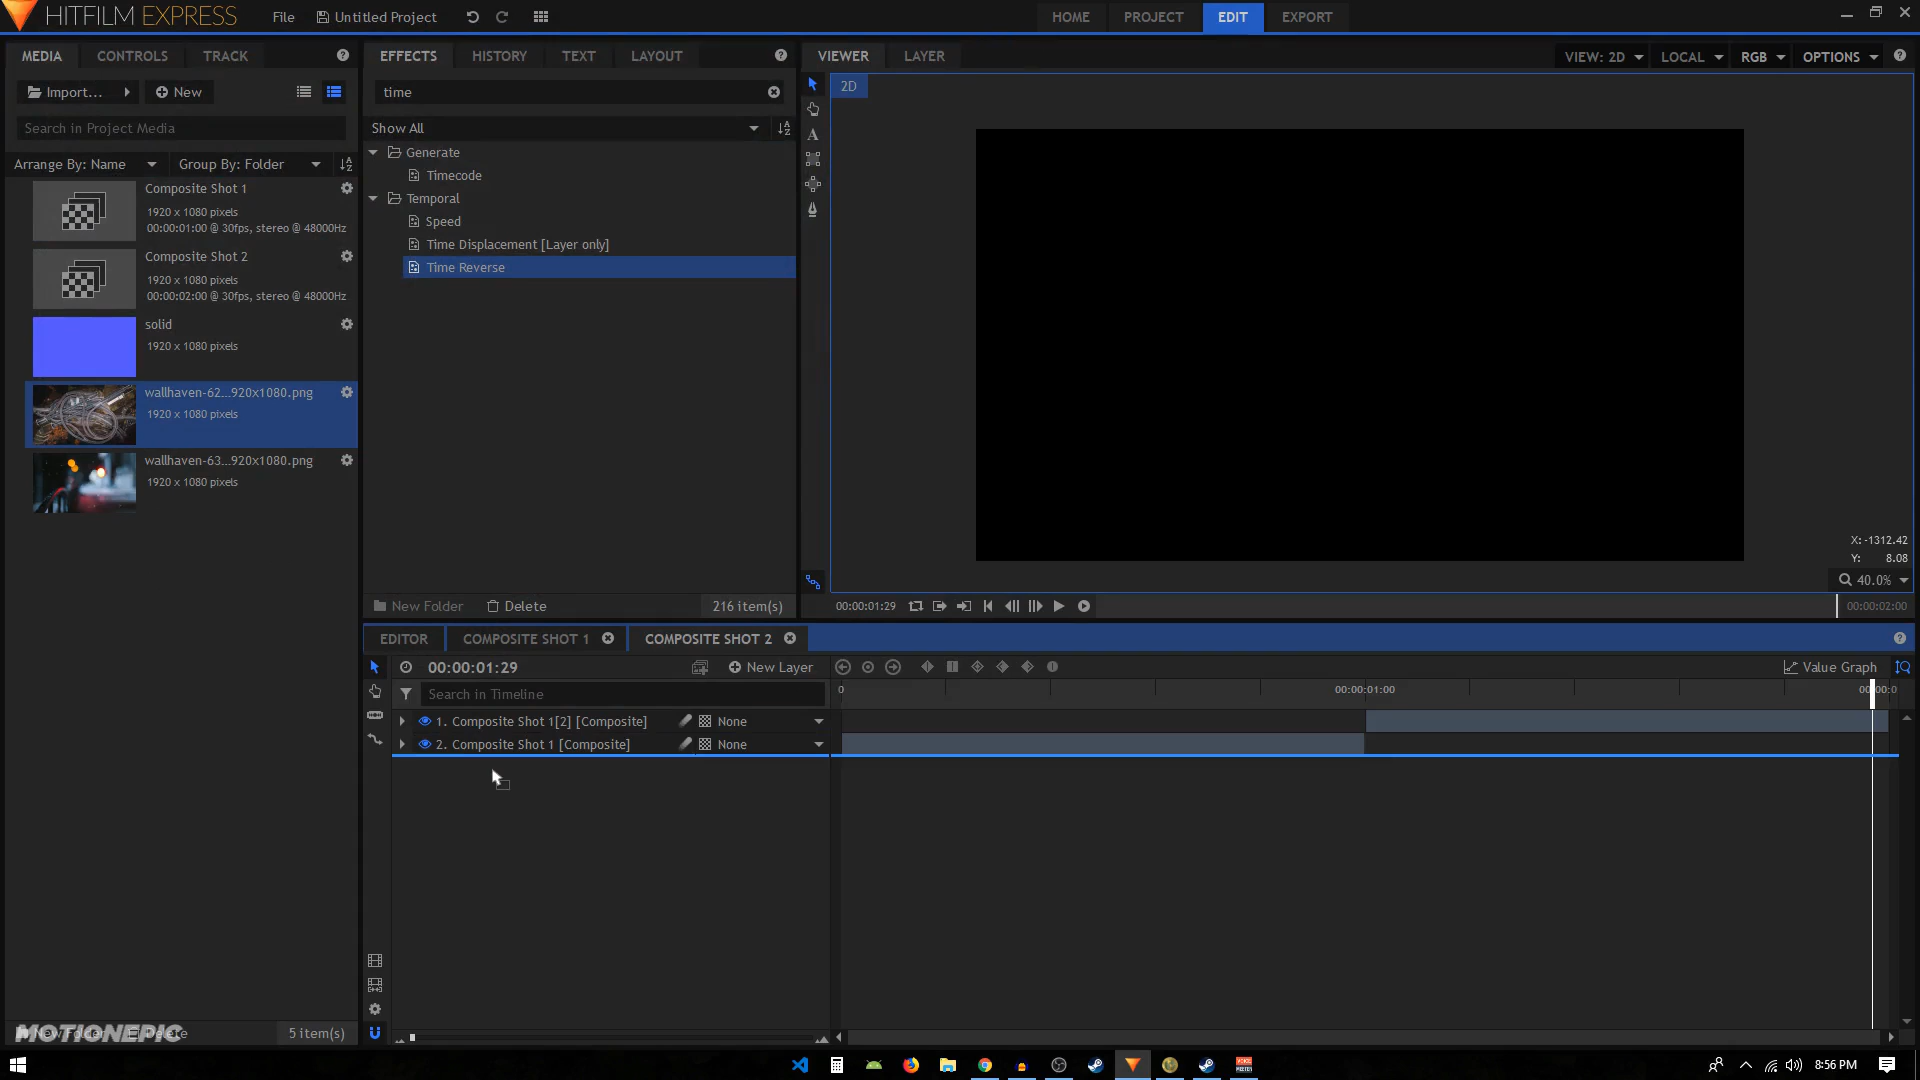 HITFILM EXPRESS
File
Untitled Project
HOME
PROJECT
EDIT
EXPORT
MEDIA
CONTROLS
TRACK
EFFECTS
HISTORY
TEXT
LAYOUT
VIEWER
LAYER
VIEW: 2D
LOCAL
RGB
OPTIONS
Import...
New
time
2D
Search in Project Media
Show All
Arrange By: Name
Group By: Folder
Composite Shot 1
1920 x 1080 pixels
00:00:01:00 @ 30fps, stereo @ 48000Hz
Composite Shot 2
1920 x 1080 pixels
00:00:02:00 @ 30fps, stereo @ 48000Hz
solid
1920 x 1080 pixels
wallhaven-62...920x1080.png
1920 x 1080 pixels
wallhaven-63...920x1080.png
1920 x 1080 pixels
Generate
Timecode
Temporal
Speed
Time Displacement [Layer only]
Time Reverse
X: -1312.42
Y: 8.08
40.0%
New Folder
Delete
216 item(s)
00:00:01:29
00:00:02:00
EDITOR
COMPOSITE SHOT 1
COMPOSITE SHOT 2
00:00:01:29
New Layer
Value Graph
Search in Timeline
0
00:00:01:00
1. Composite Shot 1[2] [Composite]
None
2. Composite Shot 1 [Composite]
None
MOTIONEPIC
New Folder
Delete
5 item(s)
8:56 PM